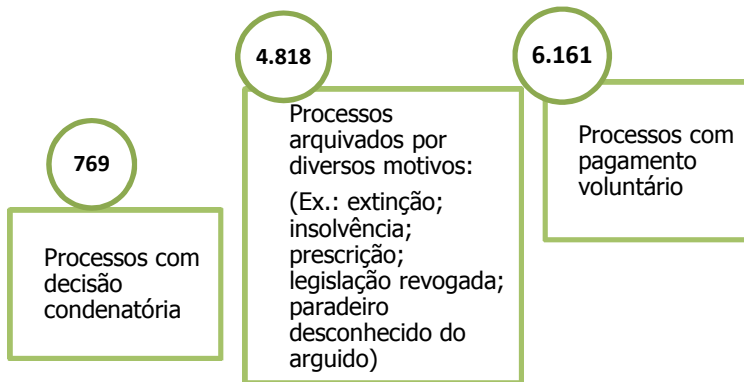 769
Processos com
decisão
condenatória
4.818
Processos
arquivados por
diversos motivos:
(Ex.: extinção;
insolvência;
prescrição;
legislação revogada;
paradeiro
desconhecido do
arguido)
6.161
Processos com
pagamento
voluntário